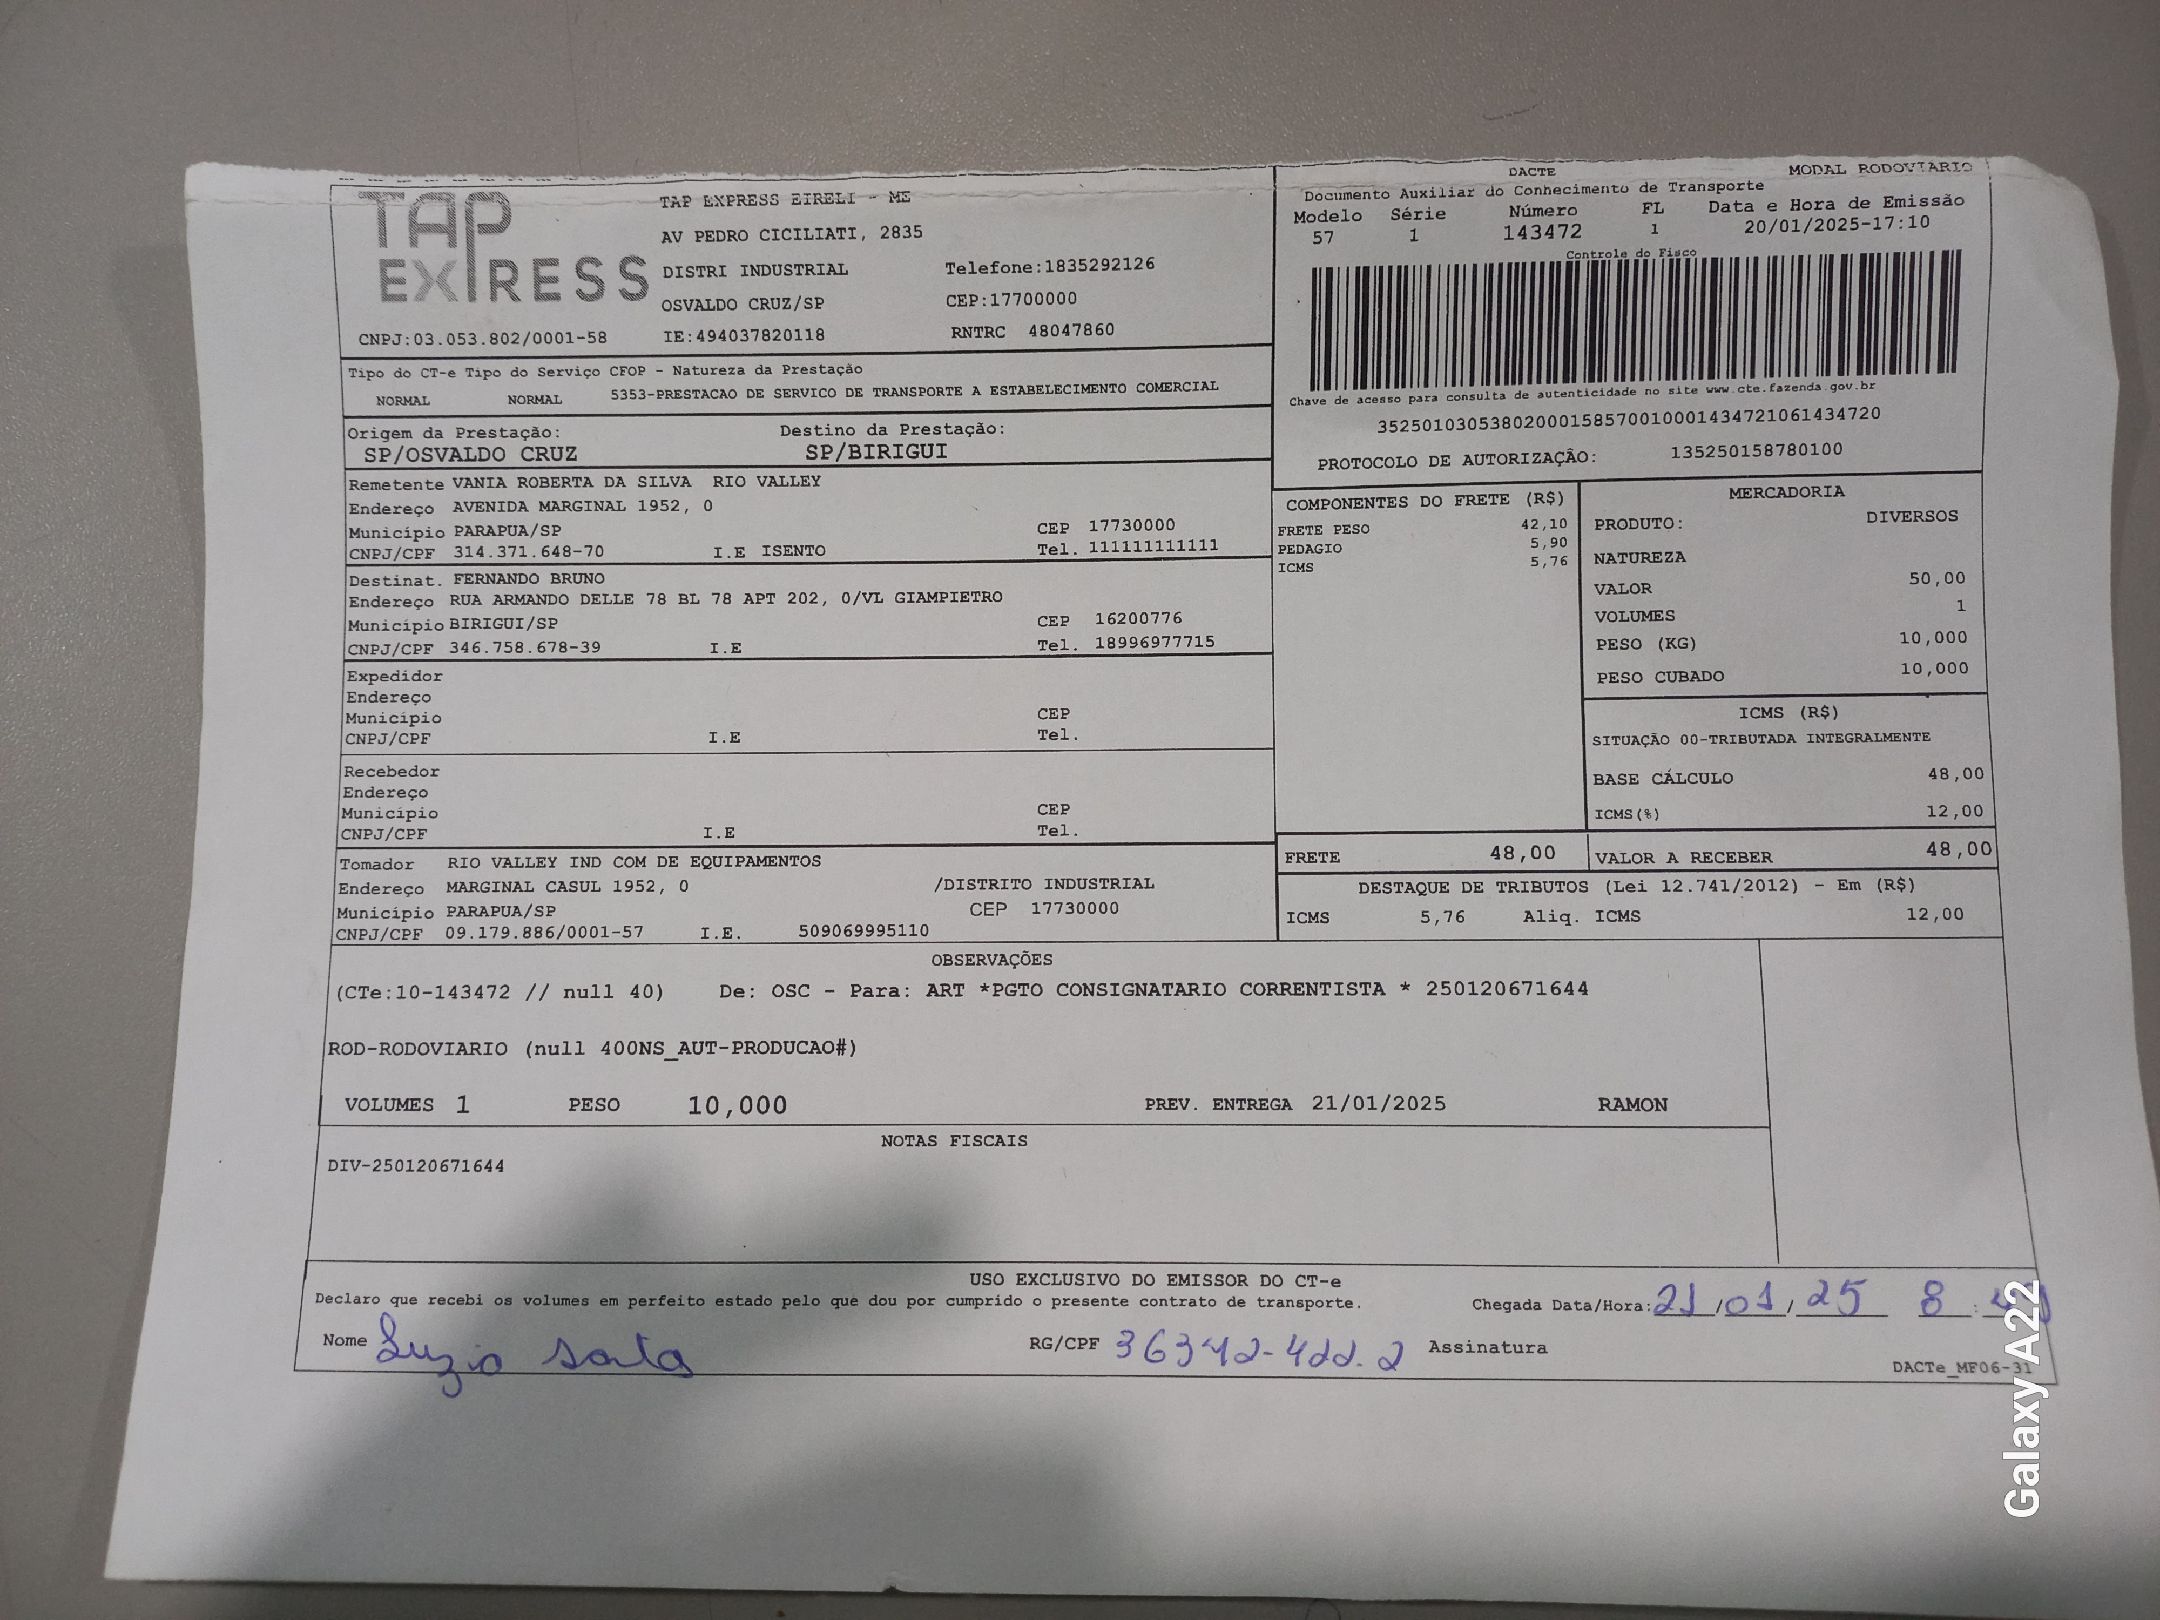 TAP EXPRESS
TAP EXPRESS EIRELI - ME
AV PEDRO CICILIATI, 2835
DISTRI INDUSTRIAL Telefone:1835292126
OSVALDO CRUZ/SP CEP:17700000
CNPJ:03.053.802/0001-58 IE:494037820118 RNTRC 48047860
DACTE MODAL RODOVIARIO
Documento Auxiliar do Conhecimento de Transporte
Modelo Série Número FL Data e Hora de Emissão
57 1 143472 1 20/01/2025-17:10
Controle do Fisco
Chave de acesso para consulta de autenticidade no site www.cte.fazenda.gov.br
35250103053802000158570010001434721061434720
PROTOCOLO DE AUTORIZAÇÃO: 135250158780100
Tipo do CT-e Tipo do Serviço CFOP - Natureza da Prestação
NORMAL NORMAL 5353-PRESTACAO DE SERVICO DE TRANSPORTE A ESTABELECIMENTO COMERCIAL
Origem da Prestação: Destino da Prestação:
SP/OSVALDO CRUZ SP/BIRIGUI
Remetente VANIA ROBERTA DA SILVA RIO VALLEY
Endereço AVENIDA MARGINAL 1952, 0
Município PARAPUA/SP CEP 17730000
CNPJ/CPF 314.371.648-70 I.E ISENTO Tel. 111111111111
Destinat. FERNANDO BRUNO
Endereço RUA ARMANDO DELLE 78 BL 78 APT 202, 0/VL GIAMPIETRO
Município BIRIGUI/SP CEP 16200776
CNPJ/CPF 346.758.678-39 I.E Tel. 18996977715
Expedidor
Endereço
Município CEP
CNPJ/CPF I.E Tel.
Recebedor
Endereço
Município CEP
CNPJ/CPF I.E Tel.
Tomador RIO VALLEY IND COM DE EQUIPAMENTOS
Endereço MARGINAL CASUL 1952, 0 /DISTRITO INDUSTRIAL
Município PARAPUA/SP CEP 17730000
CNPJ/CPF 09.179.886/0001-57 I.E. 509069995110
COMPONENTES DO FRETE (R$)
FRETE PESO 42,10
PEDAGIO 5,90
ICMS 5,76
MERCADORIA
PRODUTO: DIVERSOS
NATUREZA
VALOR 50,00
VOLUMES 1
PESO (KG) 10,000
PESO CUBADO 10,000
ICMS (R$)
SITUAÇÃO 00-TRIBUTADA INTEGRALMENTE
BASE CÁLCULO 48,00
ICMS(%) 12,00
FRETE 48,00 VALOR A RECEBER 48,00
DESTAQUE DE TRIBUTOS (Lei 12.741/2012) - Em (R$)
ICMS 5,76 Aliq. ICMS 12,00
OBSERVAÇÕES
(CTe:10-143472 // null 40) De: OSC - Para: ART *PGTO CONSIGNATARIO CORRENTISTA * 250120671644
ROD-RODOVIARIO (null 400NS_AUT-PRODUCAO#)
VOLUMES 1 PESO 10,000 PREV. ENTREGA 21/01/2025 RAMON
NOTAS FISCAIS
DIV-250120671644
USO EXCLUSIVO DO EMISSOR DO CT-e
Declaro que recebi os volumes em perfeito estado pelo que dou por cumprido o presente contrato de transporte. Chegada Data/Hora: 21/01/25 8:
Nome RG/CPF Assinatura
DACTe_MF06-31
Galaxy A22